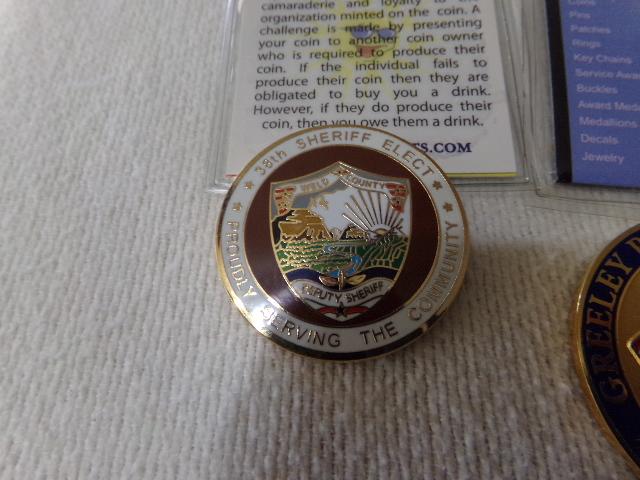 camaraderie and loyalty to the
organization minted on the coin. A
challenge is made by presenting
your coin to another coin owner
who is required to produce their
coin. If the individual fails to
produce their coin then they are
obligated to buy you a drink.
However, if they do produce their
coin, then you owe them a drink.
S.COM
Coins
Pins
Patches
Rings
Key Chains
Service Awa
Buckles
Award Med
Medallions
Decals
Jewelry
38th SHERIFF ELECT
WELD COUNTY
DEPUTY SHERIFF
PROUDLY SERVING THE COMMUNITY
GREELEY